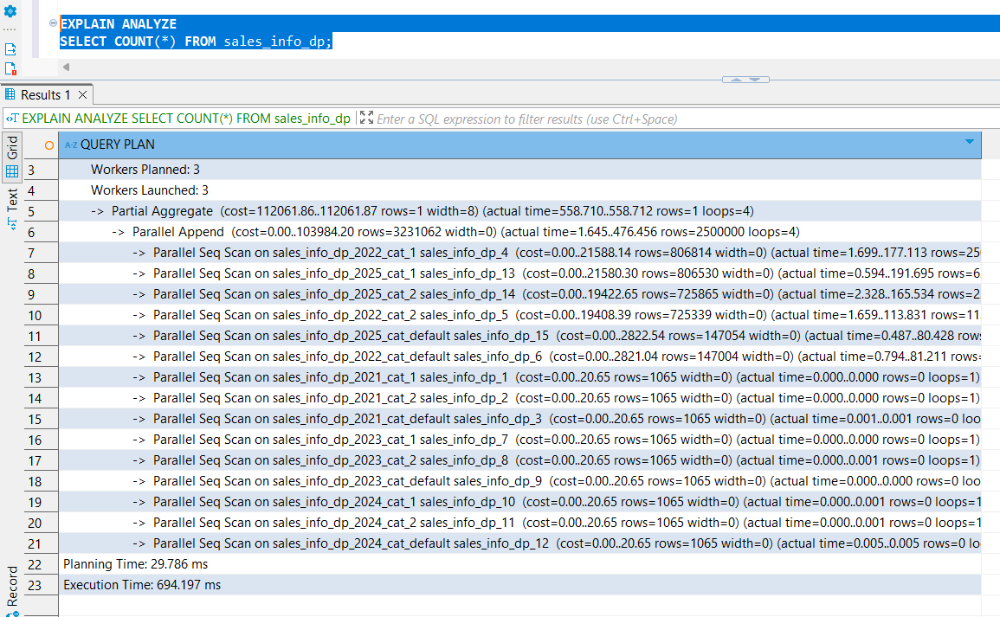 EXPLAIN ANALYZE
SELECT COUNT(*) FROM sales_info_dp;
Results 1
EXPLAIN ANALYZE SELECT COUNT(*) FROM sales_info_dp
Enter a SQL expression to filter results (use Ctrl+Space)
Grid
Text
Record
A-Z QUERY PLAN
3 Workers Planned: 3
4 Workers Launched: 3
5 -> Partial Aggregate (cost=112061.86..112061.87 rows=1 width=8) (actual time=558.710..558.712 rows=1 loops=4)
6 -> Parallel Append (cost=0.00..103984.20 rows=3231062 width=0) (actual time=1.645..476.456 rows=2500000 loops=4)
7 -> Parallel Seq Scan on sales_info_dp_2022_cat_1 sales_info_dp_4 (cost=0.00..21588.14 rows=806814 width=0) (actual time=1.699..177.113 rows=25
8 -> Parallel Seq Scan on sales_info_dp_2025_cat_1 sales_info_dp_13 (cost=0.00..21580.30 rows=806530 width=0) (actual time=0.594..191.695 rows=6
9 -> Parallel Seq Scan on sales_info_dp_2025_cat_2 sales_info_dp_14 (cost=0.00..19422.65 rows=725865 width=0) (actual time=2.328..165.534 rows=2
10 -> Parallel Seq Scan on sales_info_dp_2022_cat_2 sales_info_dp_5 (cost=0.00..19408.39 rows=725339 width=0) (actual time=1.659..113.831 rows=11
11 -> Parallel Seq Scan on sales_info_dp_2025_cat_default sales_info_dp_15 (cost=0.00..2822.54 rows=147054 width=0) (actual time=0.487..80.428 rows
12 -> Parallel Seq Scan on sales_info_dp_2022_cat_default sales_info_dp_6 (cost=0.00..2821.04 rows=147004 width=0) (actual time=0.794..81.211 rows=
13 -> Parallel Seq Scan on sales_info_dp_2021_cat_1 sales_info_dp_1 (cost=0.00..20.65 rows=1065 width=0) (actual time=0.000..0.000 rows=0 loops=1)
14 -> Parallel Seq Scan on sales_info_dp_2021_cat_2 sales_info_dp_2 (cost=0.00..20.65 rows=1065 width=0) (actual time=0.000..0.000 rows=0 loops=1)
15 -> Parallel Seq Scan on sales_info_dp_2021_cat_default sales_info_dp_3 (cost=0.00..20.65 rows=1065 width=0) (actual time=0.001..0.001 rows=0 loo
16 -> Parallel Seq Scan on sales_info_dp_2023_cat_1 sales_info_dp_7 (cost=0.00..20.65 rows=1065 width=0) (actual time=0.000..0.000 rows=0 loops=1)
17 -> Parallel Seq Scan on sales_info_dp_2023_cat_2 sales_info_dp_8 (cost=0.00..20.65 rows=1065 width=0) (actual time=0.000..0.001 rows=0 loops=1)
18 -> Parallel Seq Scan on sales_info_dp_2023_cat_default sales_info_dp_9 (cost=0.00..20.65 rows=1065 width=0) (actual time=0.000..0.000 rows=0 loo
19 -> Parallel Seq Scan on sales_info_dp_2024_cat_1 sales_info_dp_10 (cost=0.00..20.65 rows=1065 width=0) (actual time=0.000..0.001 rows=0 loops=1
20 -> Parallel Seq Scan on sales_info_dp_2024_cat_2 sales_info_dp_11 (cost=0.00..20.65 rows=1065 width=0) (actual time=0.000..0.001 rows=0 loops=1
21 -> Parallel Seq Scan on sales_info_dp_2024_cat_default sales_info_dp_12 (cost=0.00..20.65 rows=1065 width=0) (actual time=0.005..0.005 rows=0 lo
22 Planning Time: 29.786 ms
23 Execution Time: 694.197 ms